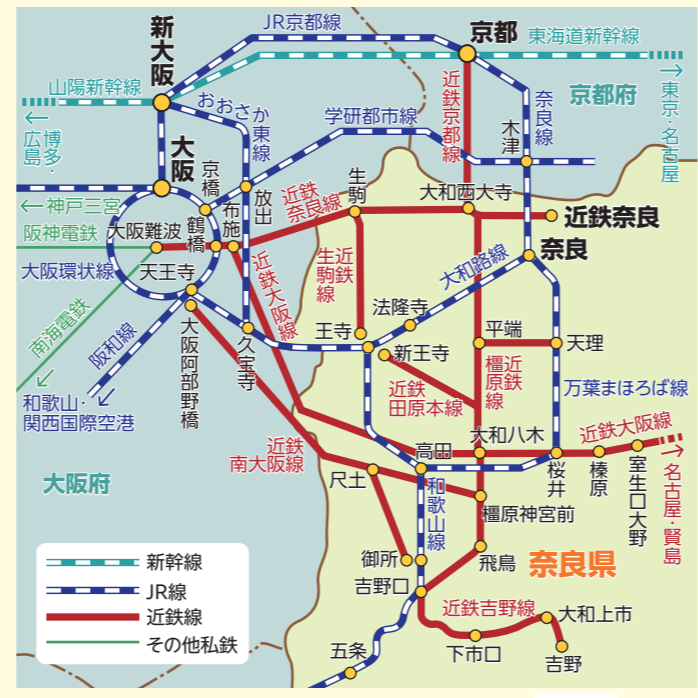 JR京都線
京都
東海道新幹線
新大阪
山陽新幹線
近鉄京都線
京都府
←
博多・
広島
おおさか東線
学研都市線
奈良線
→
東京・名古屋
木津
大阪
京橋
放出
生駒
大和西大寺
←神戸三宮
鶴橋
布施
近鉄
奈良線
近鉄奈良
阪神電鉄
大阪難波
奈良
大阪環状線
天王寺
近鉄大阪線
近鉄
生駒線
大和路線
法隆寺
南海電鉄
阪和線
大阪阿部野橋
久宝寺
王寺
新王寺
平端
天理
近鉄
橿原線
近鉄
田原本線
万葉まほろば線
和歌山・
関西国際空港
近鉄
南大阪線
大和八木
近鉄大阪線
高田
大阪府
尺土
和歌山線
桜井
榛原
室生口大野
→
名古屋・賢島
橿原神宮前
新幹線
御所
飛鳥
奈良県
JR線
吉野口
近鉄線
近鉄吉野線
大和上市
その他私鉄
五条
下市口
吉野